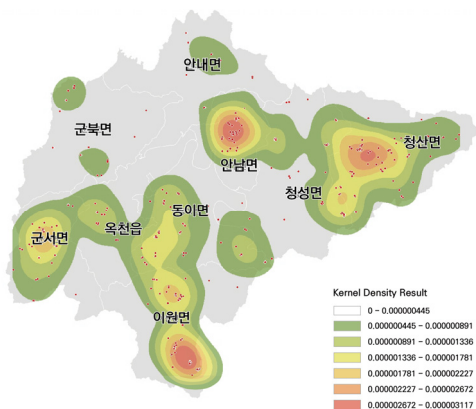 안내면
군북면
청산면
안남면
청성면
동이면
옥천읍
군서면
이원면
Kernel Density Result
0 - 0.000000445
0.000000445 - 0.000000891
0.000000891 - 0.000001336
0.000001336 - 0.000001781
0.000001781 - 0.000002227
0.000002227 - 0.000002672
0.000002672 - 0.000003117